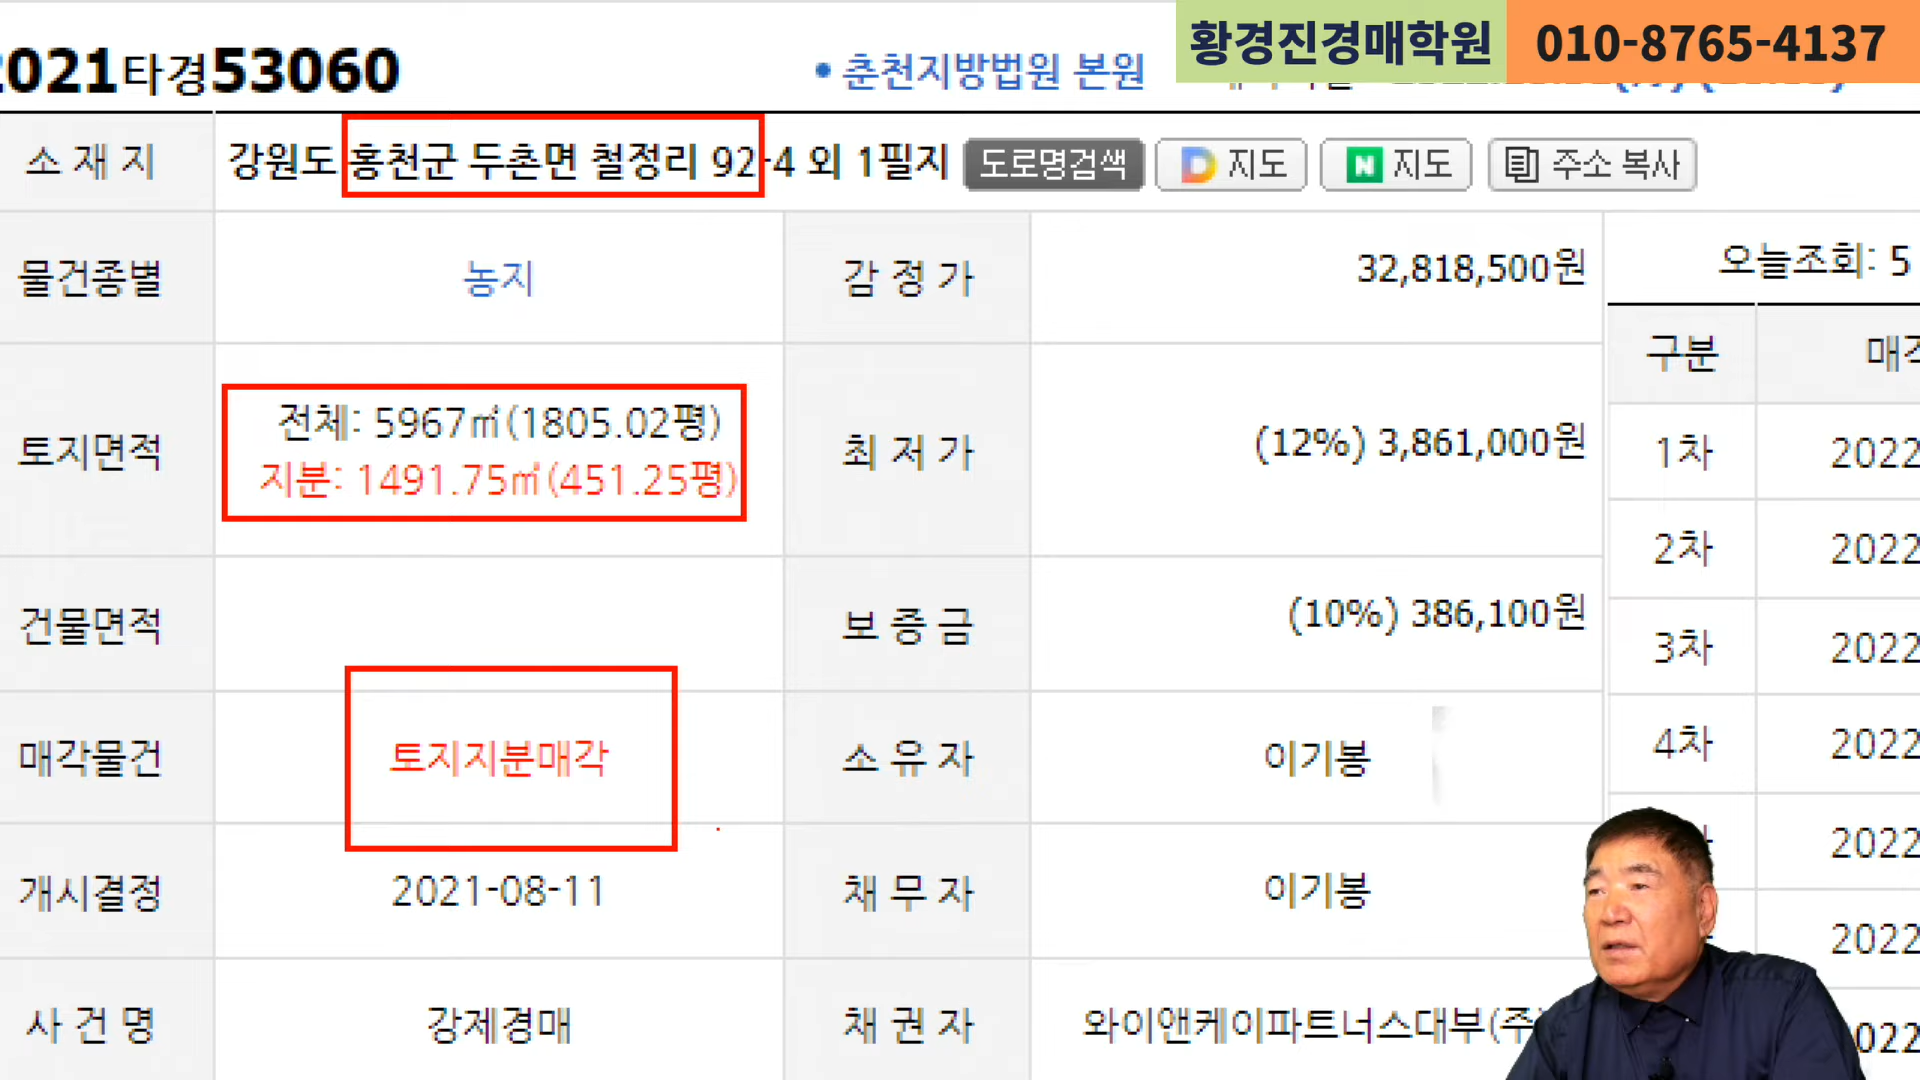 황경진경매학원 010-8765-4137
2021타경53060 • 춘천지방법원 본원
소재지 강원도 홍천군 두촌면 철정리 92-4 외 1필지 도로명검색 D 지도 N 지도 주소 복사
물건종별 농지 감정가 32,818,500원
오늘조회: 5
구분
토지면적 전체: 5967㎡(1805.02평)
지분: 1491.75㎡(451.25평)
최저가 (12%) 3,861,000원
1차 2022
2차 2022
건물면적 보증금 (10%) 386,100원
3차 2022
매각물건 토지지분매각 소유자 이기봉
4차 2022
2022
개시결정 2021-08-11 채무자 이기봉
2022
사건명 강제경매 채권자 와이앤케이파트너스대부(주
2022